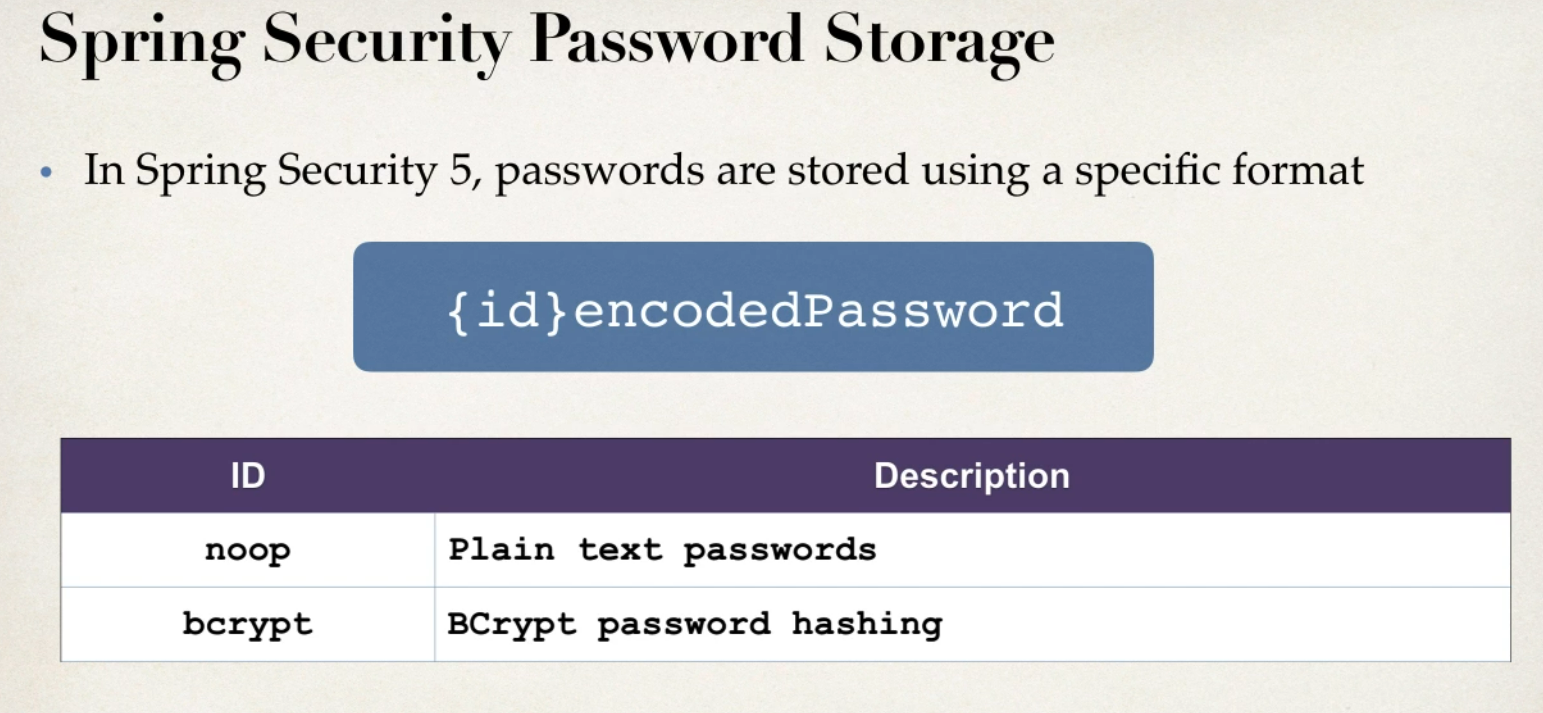 Spring Security Password Storage
• In Spring Security 5, passwords are stored using a specific format
{id}encodedPassword
ID Description
noop Plain text passwords
bcrypt BCrypt password hashing